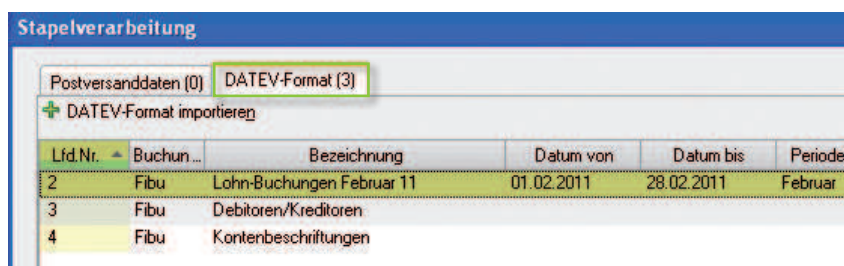 Stapelverarbeitung
Postversanddaten (0) DATEV-Format (3)
DATEV-Format importieren
Lfd.Nr. Buchun... Bezeichnung Datum von Datum bis Periode
2 Fibu Lohn-Buchungen Februar 11 01.02.2011 28.02.2011 Februar
3 Fibu Debitoren/Kreditoren
4 Fibu Kontenbeschriftungen